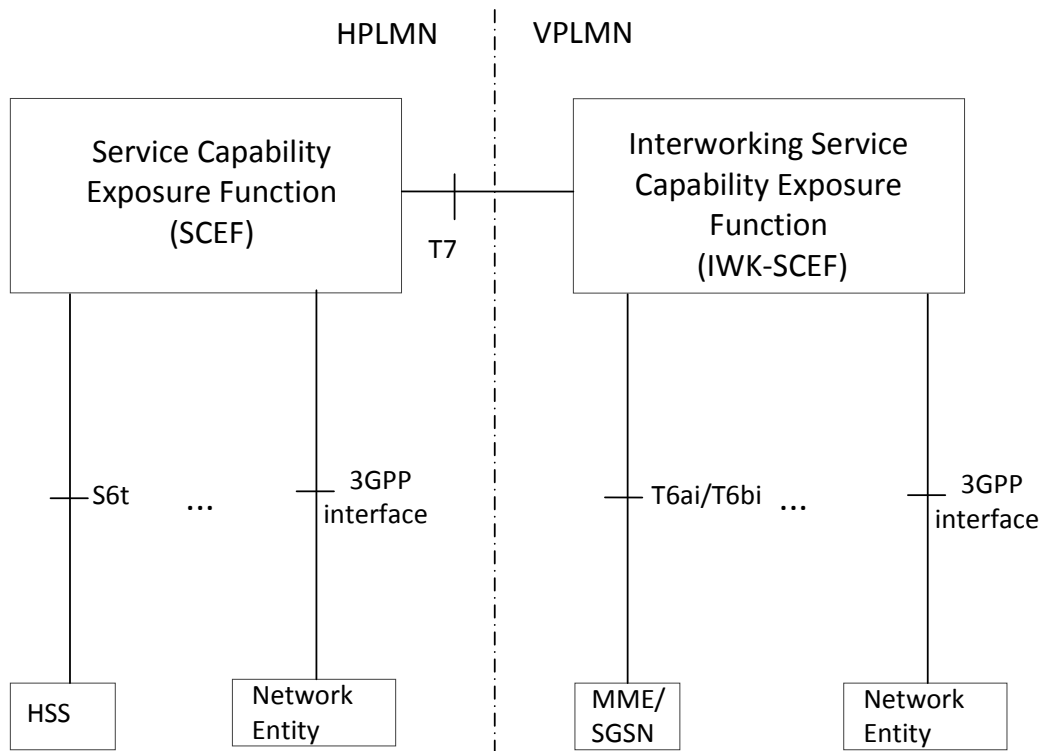 HPLMN
VPLMN
Service Capability
Exposure Function
(SCEF)
Interworking Service
Capability Exposure
Function
(IWK-SCEF)
T7
S6t
...
3GPP
interface
T6ai/T6bi
...
3GPP
interface
HSS
Network
Entity
MME/
SGSN
Network
Entity